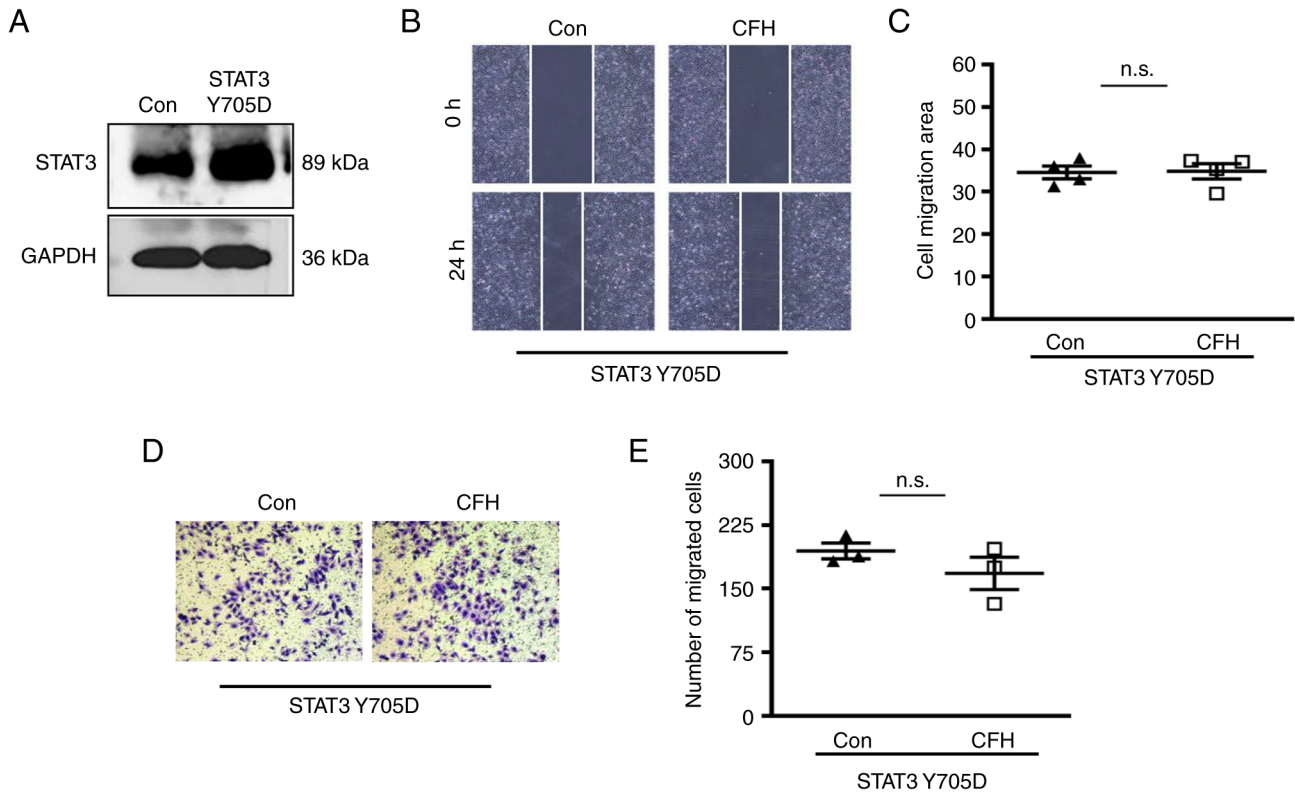 A
Con
STAT3
Y705D
STAT3
89 kDa
GAPDH
36 kDa
B
Con
CFH
0 h
24 h
STAT3 Y705D
C
60
50
40
30
20
10
0
Cell migration area
n.s.
Con
CFH
STAT3 Y705D
D
Con
CFH
STAT3 Y705D
E
300
225
150
75
0
Number of migrated cells
n.s.
Con
CFH
STAT3 Y705D